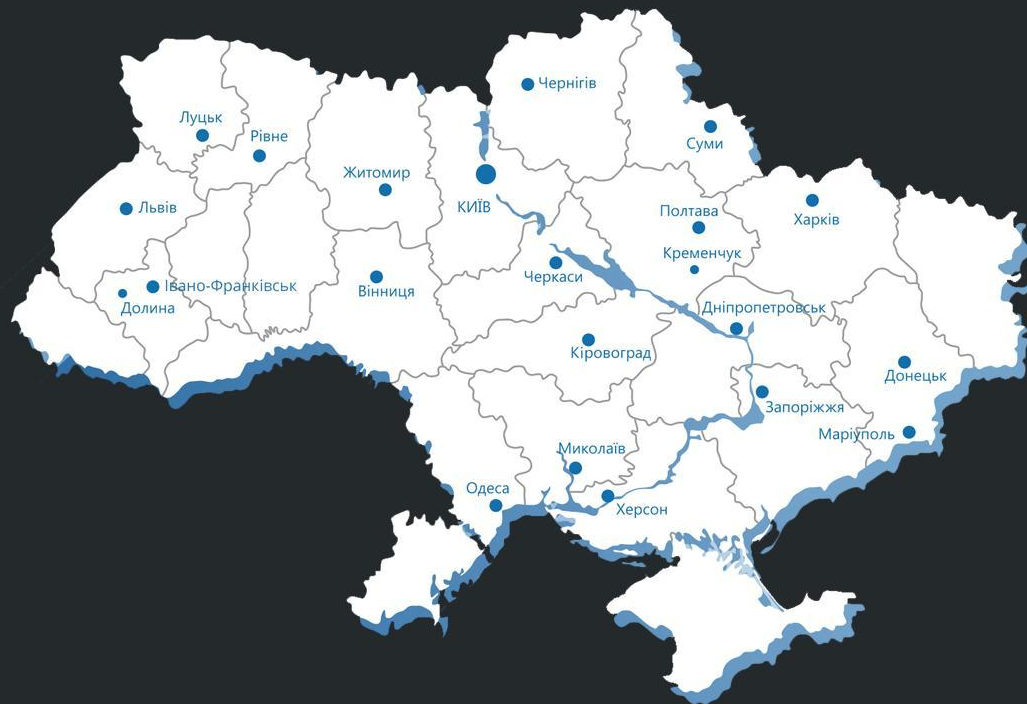 Чернігів
Луцьк
Рівне
Суми
Житомир
КИЇВ
Львів
Полтава
Харків
Кременчук
Черкаси
Івано-Франківськ
Вінниця
Долина
Дніпропетровськ
Кіровоград
Донецьк
Запоріжжя
Маріуполь
Миколаїв
Одеса
Херсон